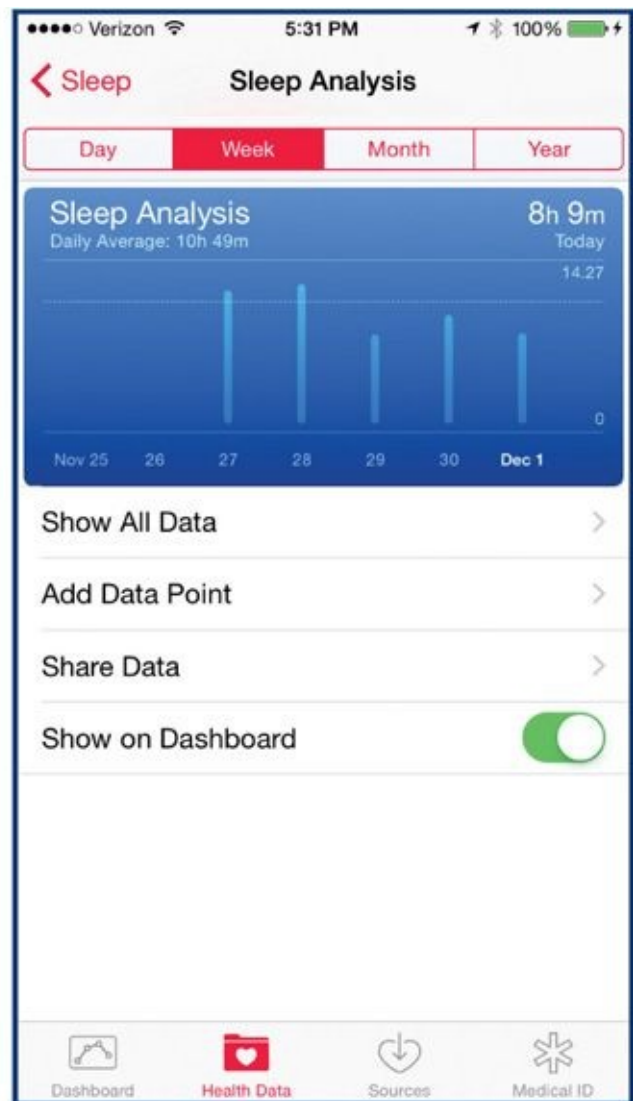 Verizon 5:31 PM 100%
Sleep Sleep Analysis
Day Week Month Year
Sleep Analysis 8h 9m
Daily Average: 10h 49m Today
14.27
0
Nov 25 26 27 28 29 30 Dec 1
Show All Data
Add Data Point
Share Data
Show on Dashboard
Dashboard Health Data Sources Medical ID